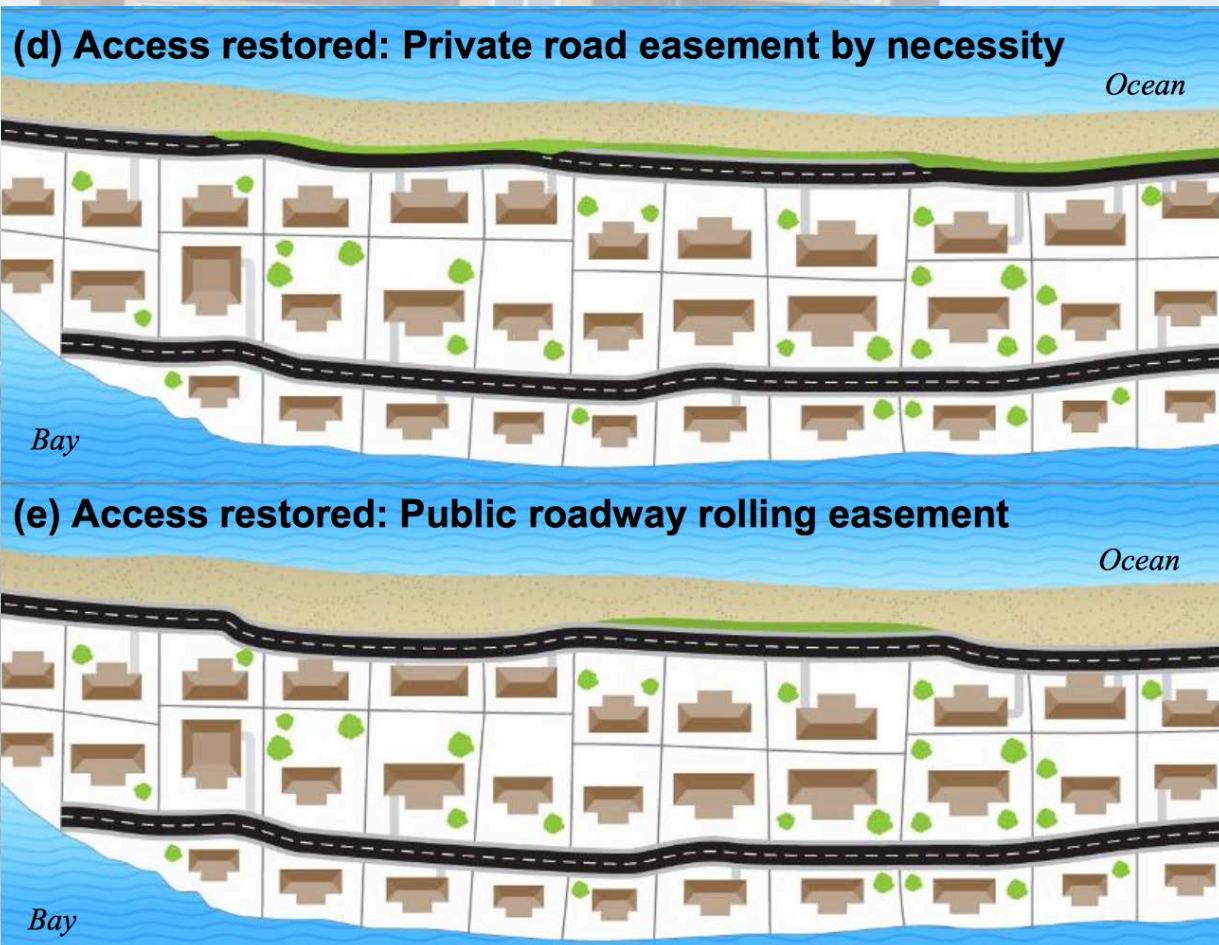 (d) Access restored: Private road easement by necessity
Ocean
Bay
(e) Access restored: Public roadway rolling easement
Ocean
Bay